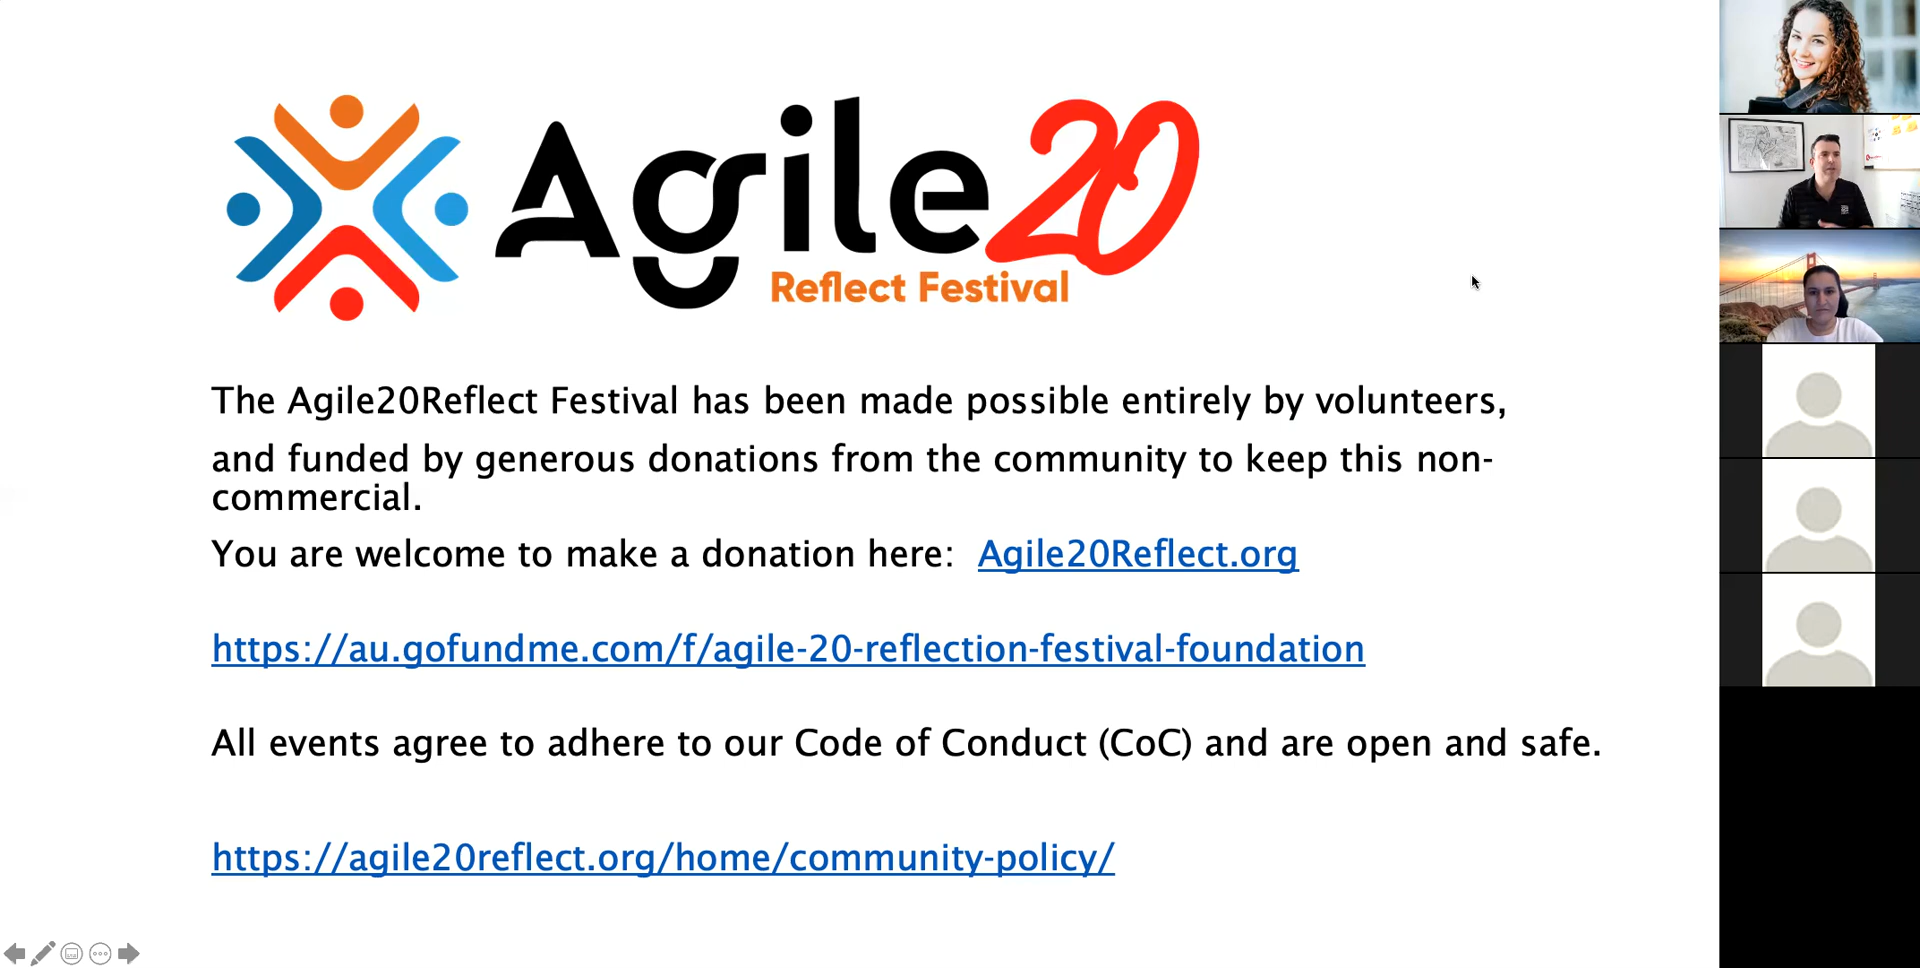 Agile20
Reflect Festival
The Agile20Reflect Festival has been made possible entirely by volunteers,
and funded by generous donations from the community to keep this non-
commercial.
You are welcome to make a donation here: Agile20Reflect.org
https://au.gofundme.com/f/agile-20-reflection-festival-foundation
All events agree to adhere to our Code of Conduct (CoC) and are open and safe.
https://agile20reflect.org/home/community-policy/